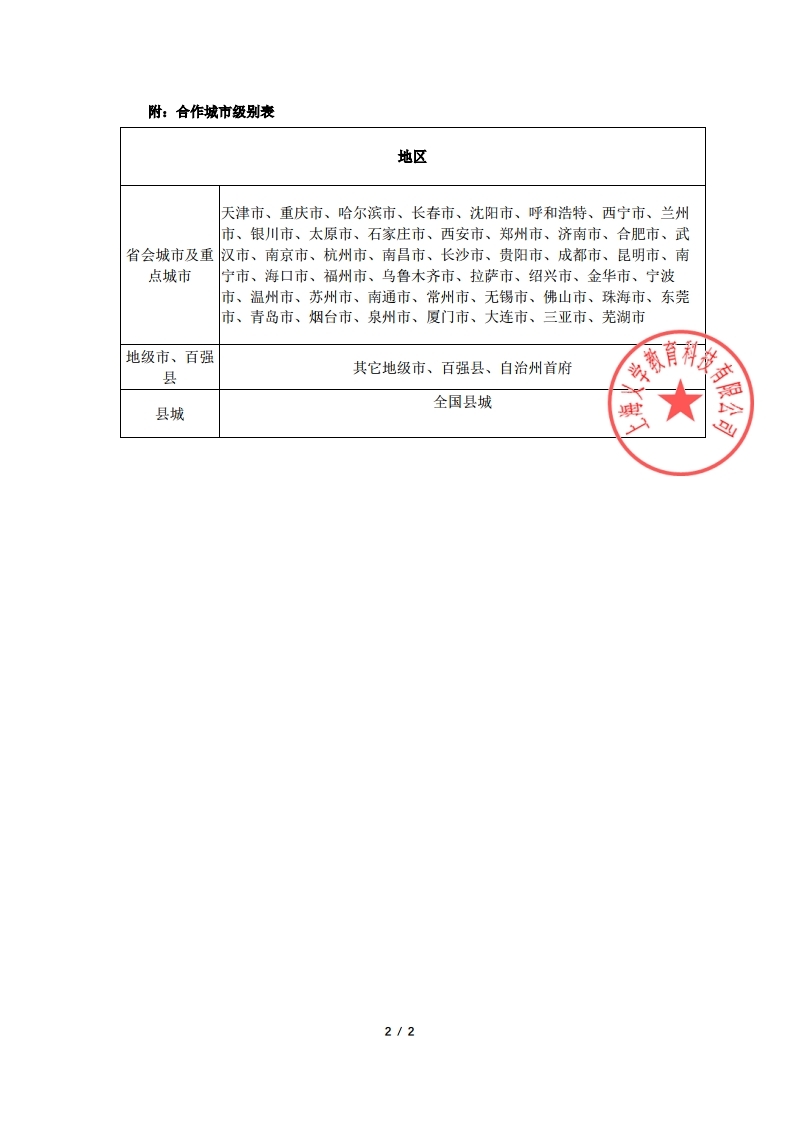 附：合作城市级别表
地区
省会城市及重
点城市
天津市、重庆市、哈尔滨市、长春市、沈阳市、呼和浩特、西宁市、兰州
市、银川市、太原市、石家庄市、西安市、郑州市、济南市、合肥市、武
汉市、南京市、杭州市、南昌市、长沙市、贵阳市、成都市、昆明市、南
宁市、海口市、福州市、乌鲁木齐市、拉萨市、绍兴市、金华市、宁波
市、温州市、苏州市、南通市、常州市、无锡市、佛山市、珠海市、东莞
市、青岛市、烟台市、泉州市、厦门市、大连市、三亚市、芜湖市
地级市、百强
县
其它地级市、百强县、自治州首府
县城
全国县城
上海 学教育科技有限公司
2 / 2